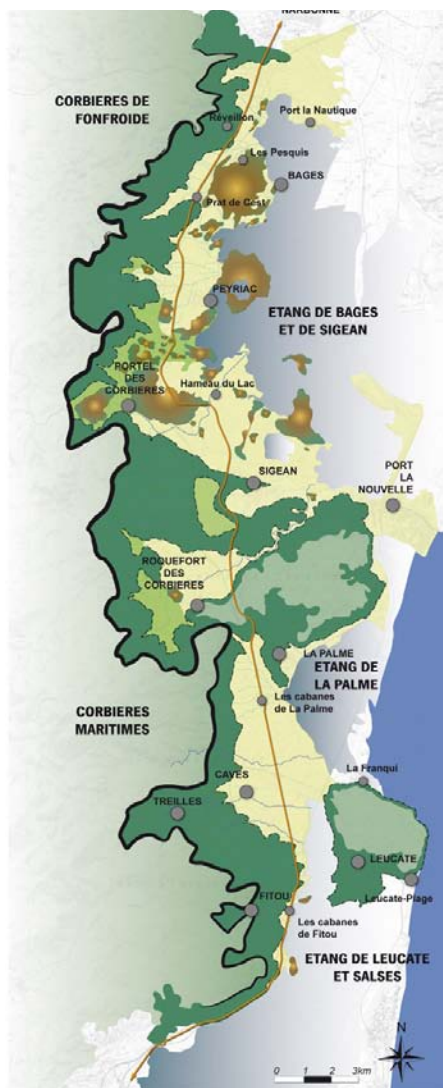 NARBONNE
CORBIERES DE
FONFROIDE
Port la Nautique
Réveillon
Les Pesquis
BAGES
Prat de Cest
PEYRIAC
ETANG DE BAGES
ET DE SIGEAN
PORTEL
DES
CORBIERES
Hameau du Lac
SIGEAN
PORT
LA
NOUVELLE
ROQUEFORT
DES
CORBIERES
LA PALME
ETANG DE
LA PALME
Les cabanes
de La Palme
CORBIERES
MARITIMES
La Franqui
CAVES
TREILLES
LEUCATE
Leucate-Plage
FITOU
Les cabanes
de Fitou
ETANG DE LEUCATE
ET SALSES
N
0 1 2 3km